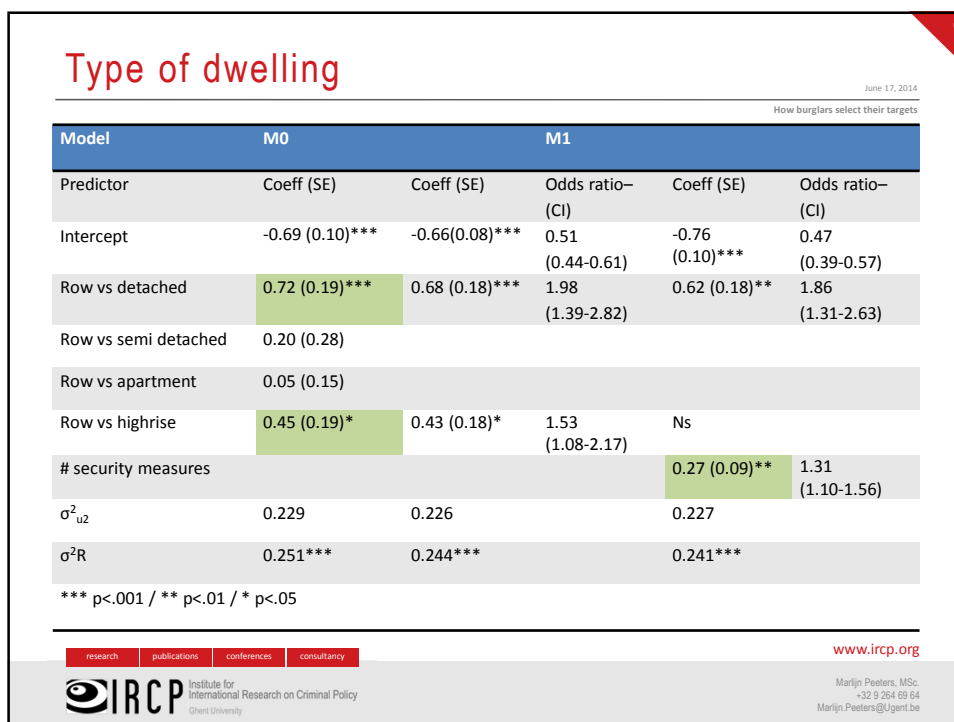 Type of dwelling
June 17, 2014
How burglars select their targets
Model M0 M1
Predictor Coeff (SE) Coeff (SE) Odds ratio– (CI) Coeff (SE) Odds ratio– (CI)
Intercept -0.69 (0.10)*** -0.66(0.08)*** 0.51 (0.44-0.61) -0.76 (0.10)*** 0.47 (0.39-0.57)
Row vs detached 0.72 (0.19)*** 0.68 (0.18)*** 1.98 (1.39-2.82) 0.62 (0.18)** 1.86 (1.31-2.63)
Row vs semi detached 0.20 (0.28)
Row vs apartment 0.05 (0.15)
Row vs highrise 0.45 (0.19)* 0.43 (0.18)* 1.53 (1.08-2.17) Ns
# security measures 0.27 (0.09)** 1.31 (1.10-1.56)
σ²u2 0.229 0.226 0.227
σ²R 0.251*** 0.244*** 0.241***
*** p<.001 / ** p<.01 / * p<.05
research publications conferences consultancy
www.ircp.org
IRCP
Institute for
International Research on Criminal Policy
Ghent University
Marlijn Peeters, MSc.
+32 9 264 69 64
Marlijn.Peeters@Ugent.be